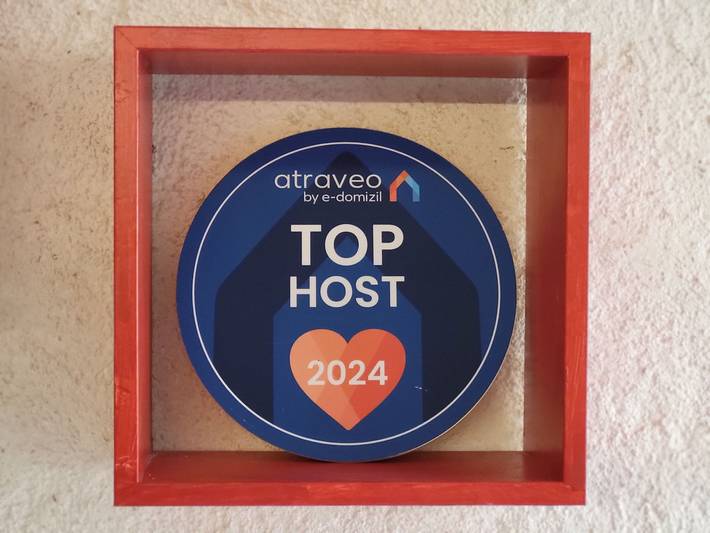 atraveo
by e-domizil
TOP
HOST
2024